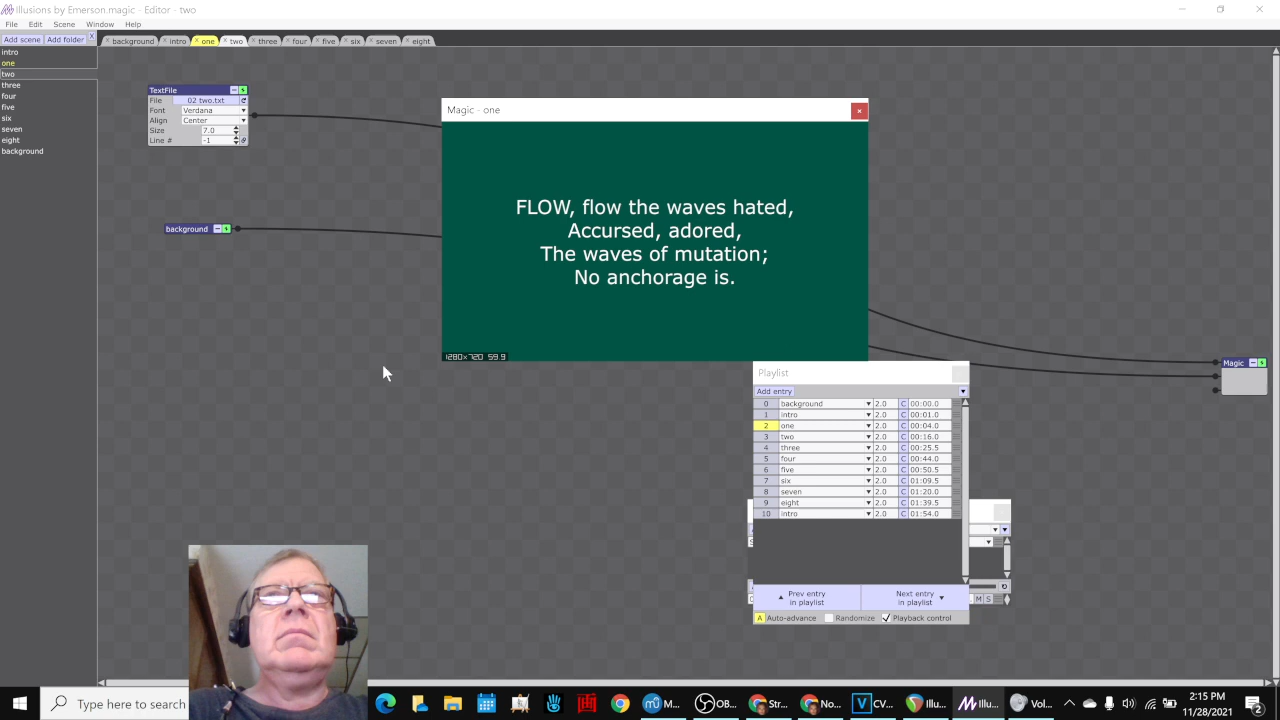 Illusions by Emerson.magic - Editor - two
File Edit Scene Window Help
Add scene Add folder X
background intro one two three four five six seven eight
intro
one
two
three
four
five
six
seven
eight
background
TextFile
File 02 two.txt
Font Verdana
Align Center
Size 7.0
Line # -1
background
Magic - one
FLOW, flow the waves hated,
Accursed, adored,
The waves of mutation;
No anchorage is.
1280x720 59.9
Magic
Playlist
Add entry
0 background 2.0 C 00:00.0
1 intro 2.0 C 00:01.0
2 one 2.0 C 00:04.0
3 two 2.0 C 00:16.0
4 three 2.0 C 00:25.5
5 four 2.0 C 00:44.0
6 five 2.0 C 00:50.5
7 six 2.0 C 01:09.5
8 seven 2.0 C 01:20.0
9 eight 2.0 C 01:39.5
10 intro 2.0 C 01:54.0
Prev entry
in playlist
Next entry
in playlist
M S
A Auto-advance Randomize Playback control
Type here to search
M... OB... Str... No... CV... Illu... Illu... Vol...
2:15 PM
11/28/2021
2